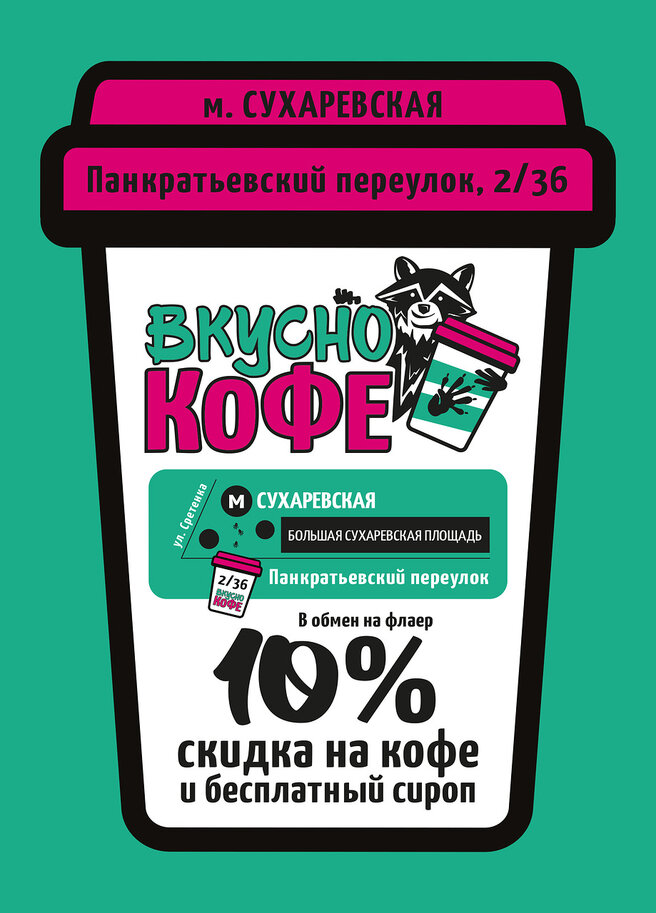 м. СУХАРЕВСКАЯ
Панкратьевский переулок, 2/36
ВКУСНО
КОФЕ
ул. Сретенка
м СУХАРЕВСКАЯ
БОЛЬШАЯ СУХАРЕВСКАЯ ПЛОЩАДЬ
Панкратьевский переулок
2/36
ВКУСНО
КОФЕ
В обмен на флаер
10%
скидка на кофе
и бесплатный сироп